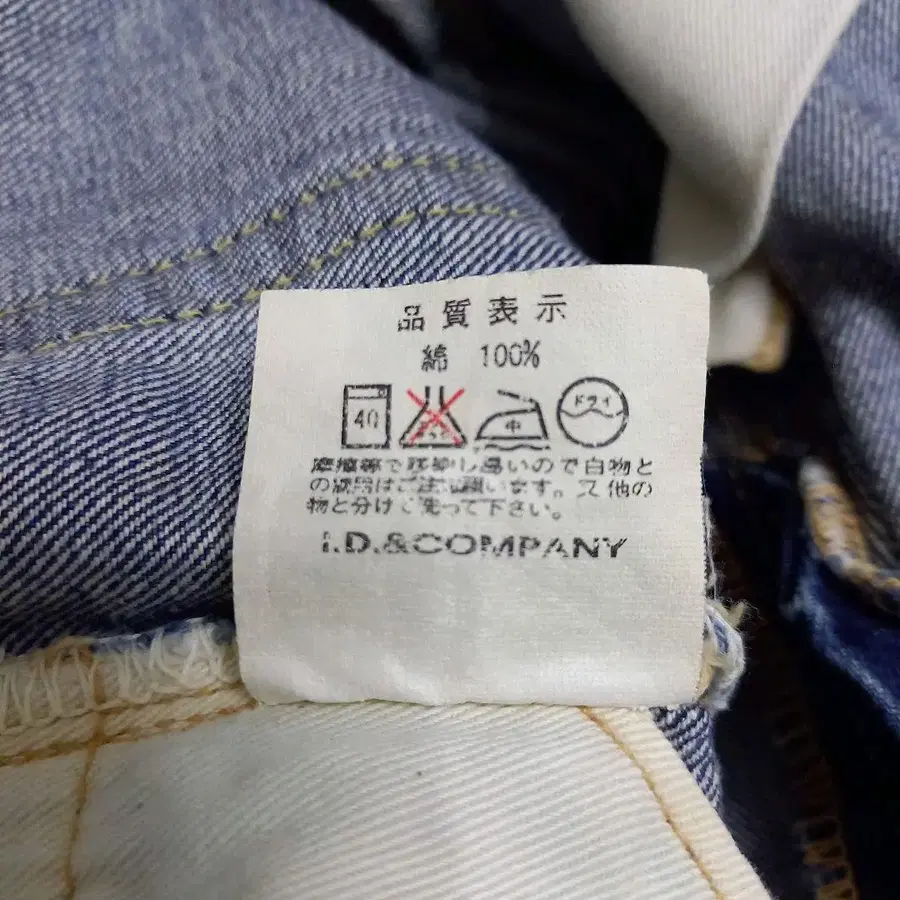 品質表示
綿 100%
40
中 ドライ
摩擦等で移染し易いので白物と
の洗濯はご注意願います。又他の
物と分けて洗って下さい。
I.D.&COMPANY